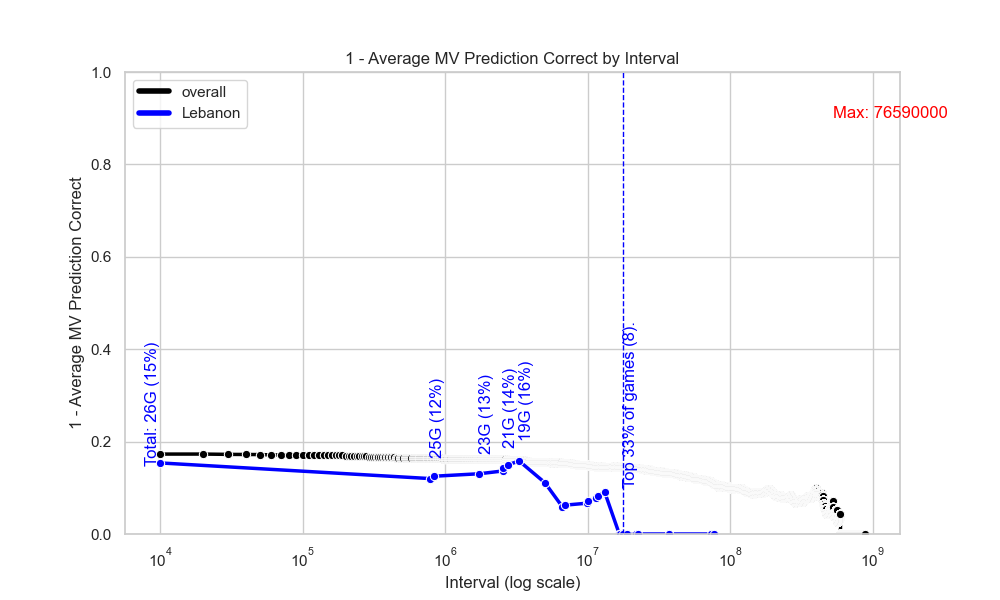 1 - Average MV Prediction Correct by Interval
overall
Lebanon
Max: 76590000
1 - Average MV Prediction Correct
1.0
0.8
0.6
0.4
0.2
0.0
Total: 26G (15%)
25G (12%)
23G (13%)
21G (14%)
19G (16%)
Top 33% of games (8).
10^4
10^5
10^6
10^7
10^8
10^9
Interval (log scale)